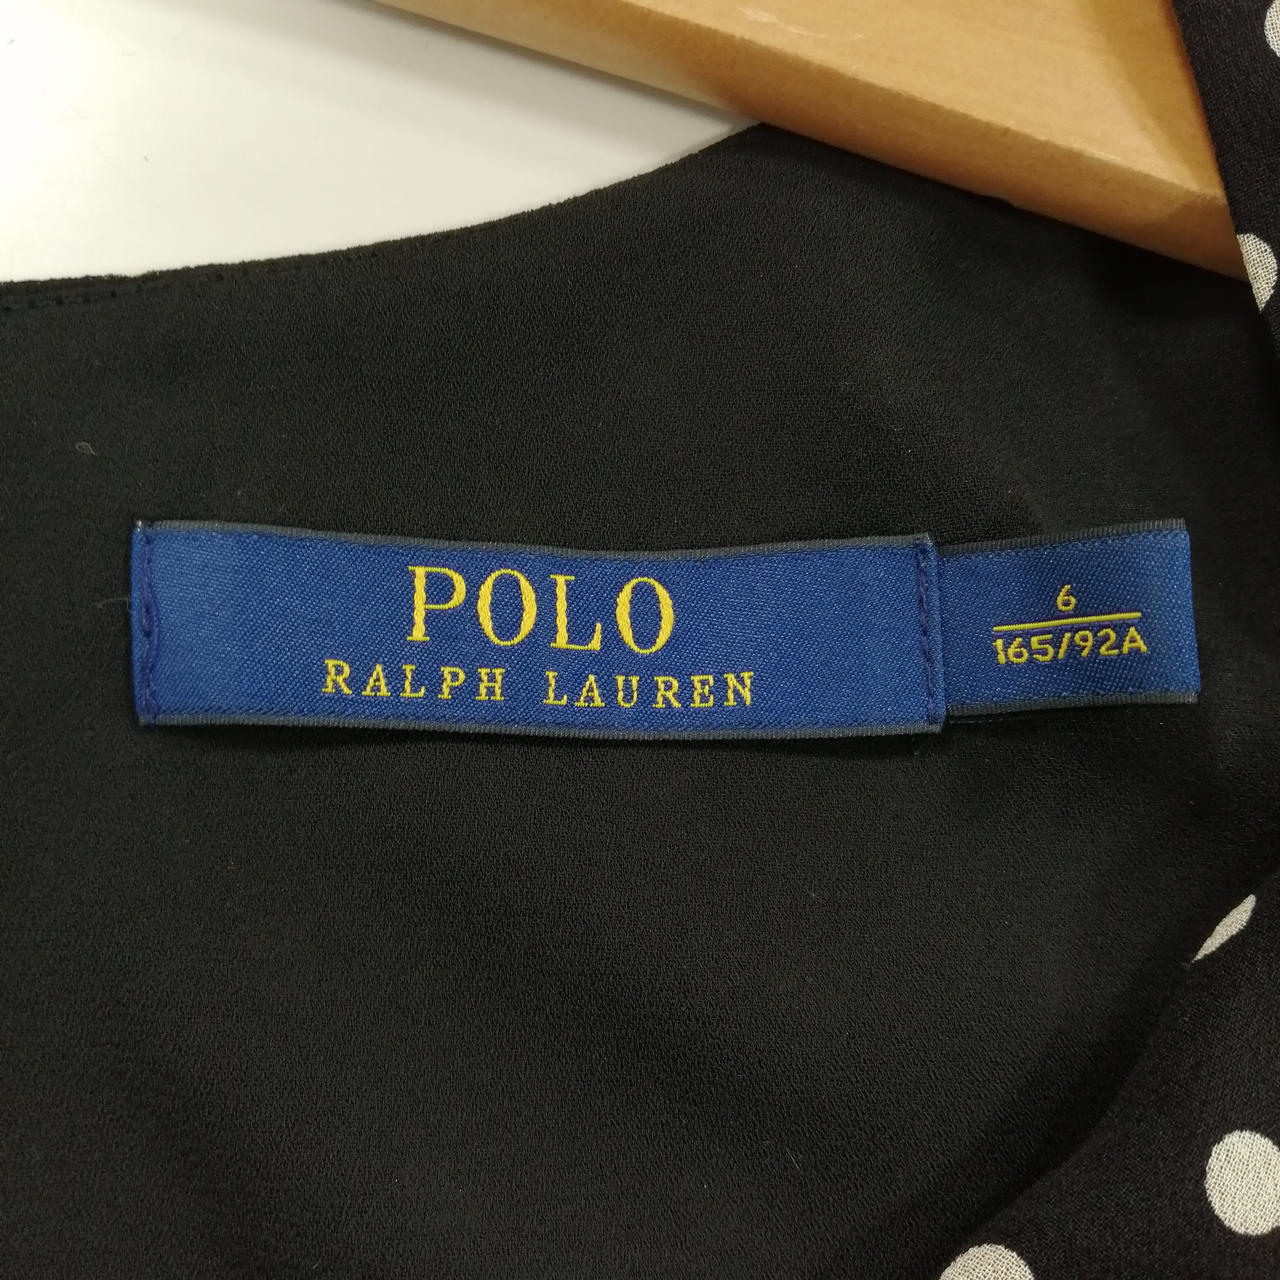 POLO
RALPH LAUREN
6
165/92A